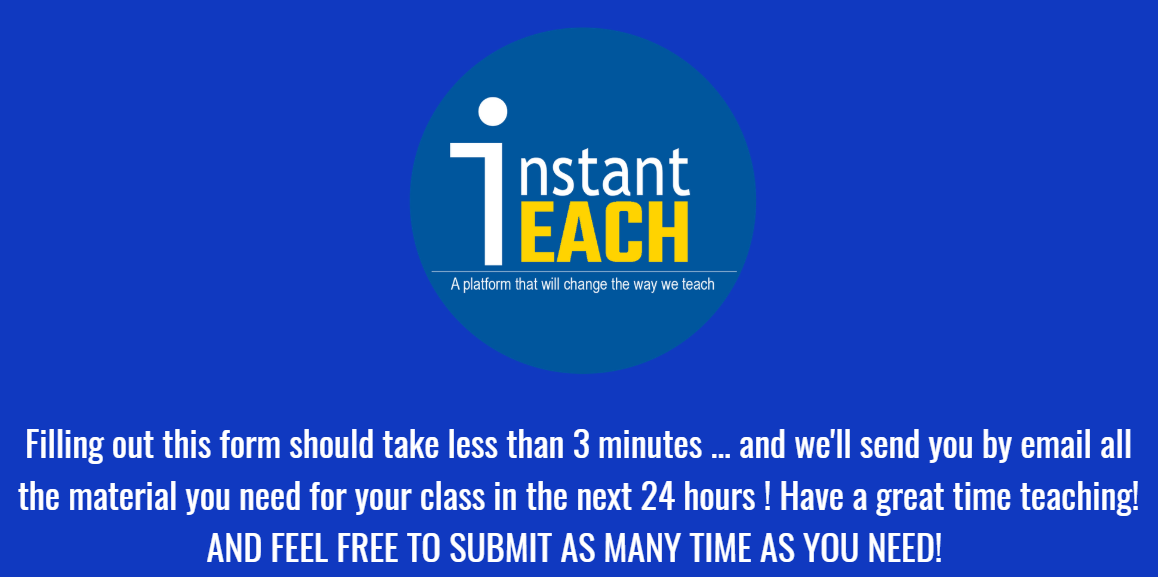 instant
TEACH
A platform that will change the way we teach
Filling out this form should take less than 3 minutes ... and we'll send you by email all
the material you need for your class in the next 24 hours ! Have a great time teaching!
AND FEEL FREE TO SUBMIT AS MANY TIME AS YOU NEED!